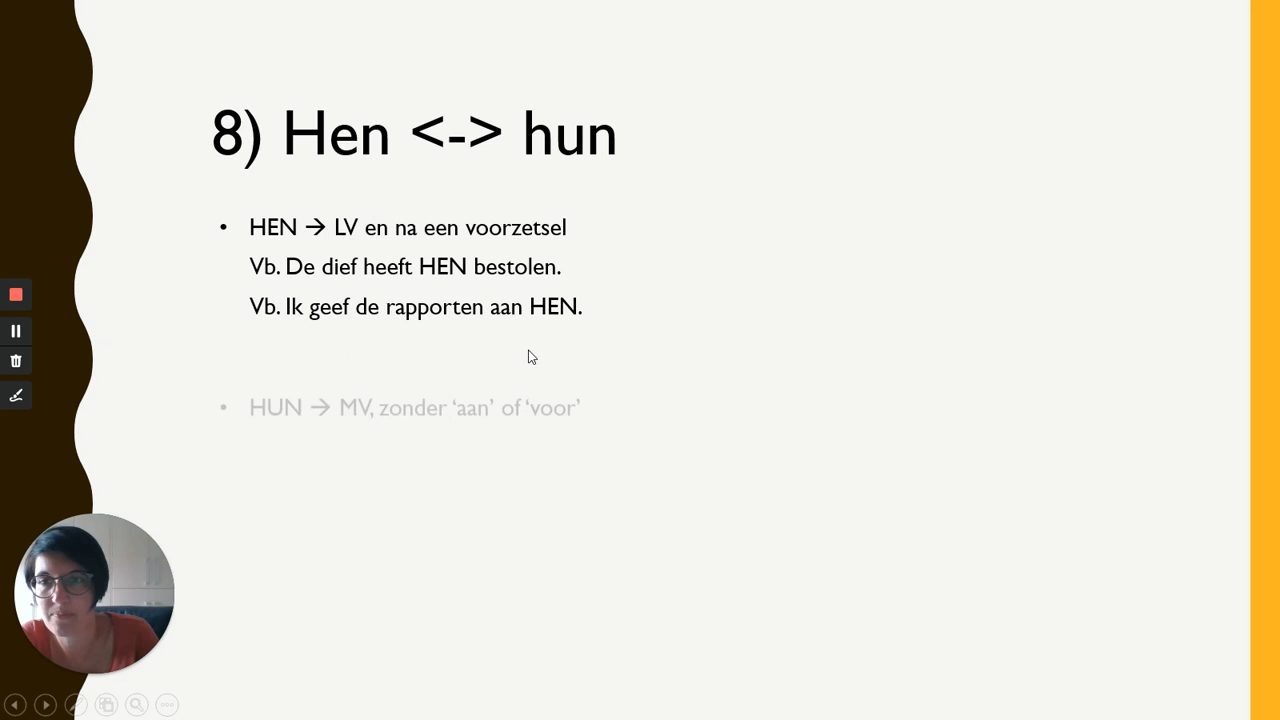 8) Hen <-> hun
• HEN → LV en na een voorzetsel
Vb. De dief heeft HEN bestolen.
Vb. Ik geef de rapporten aan HEN.
• HUN → MV, zonder ‘aan’ of ‘voor’